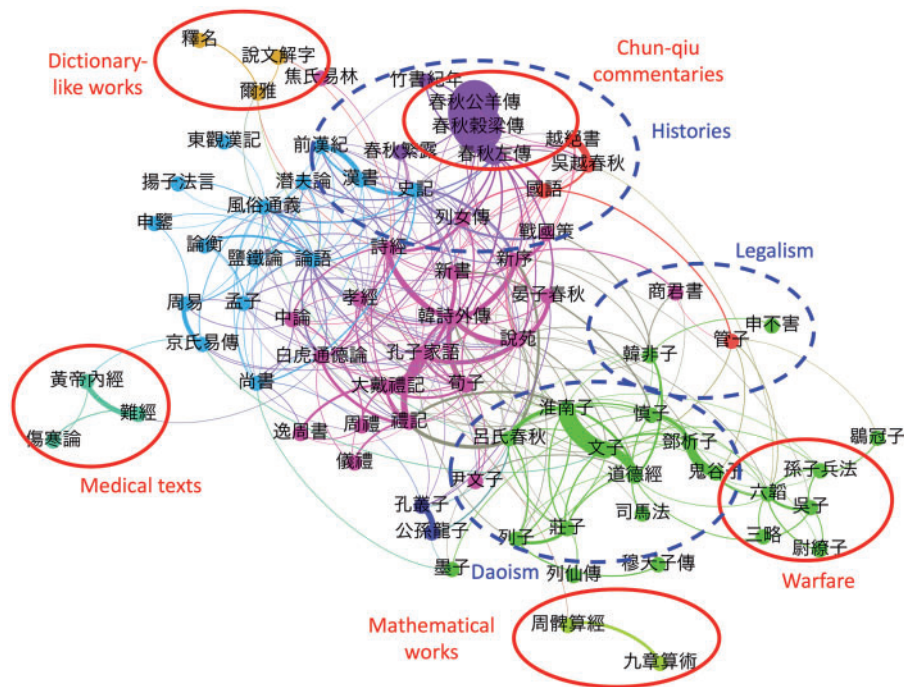 釋名
Dictionary-
like works
說文解字
爾雅
焦氏易林
Chun-qiu
commentaries
竹書紀年
春秋公羊傳
春秋穀梁傳
春秋左傳
Histories
越絕書
吳越春秋
國語
東觀漢記
前漢紀
春秋繁露
揚子法言
潛夫論
漢書
史記
風俗通義
列女傳
申鑒
戰國策
論衡
鹽鐵論
論語
詩經
新序
新書
Legalism
周易
孟子
孝經
中論
晏子春秋
商君書
申不害
韓詩外傳
說苑
管子
京氏易傳
白虎通德論
孔子家語
韓非子
尚書
大戴禮記
荀子
黃帝內經
難經
傷寒論
Medical texts
逸周書
周禮
禮記
儀禮
淮南子
慎子
呂氏春秋
文子
鄧析子
鶡冠子
尹文子
道德經
鬼谷子
孫子兵法
六韜
吳子
孔叢子
公孫龍子
司馬法
三略
尉繚子
列子
莊子
Warfare
墨子
Daoism
列仙傳
穆天子傳
Mathematical
works
周髀算經
九章算術